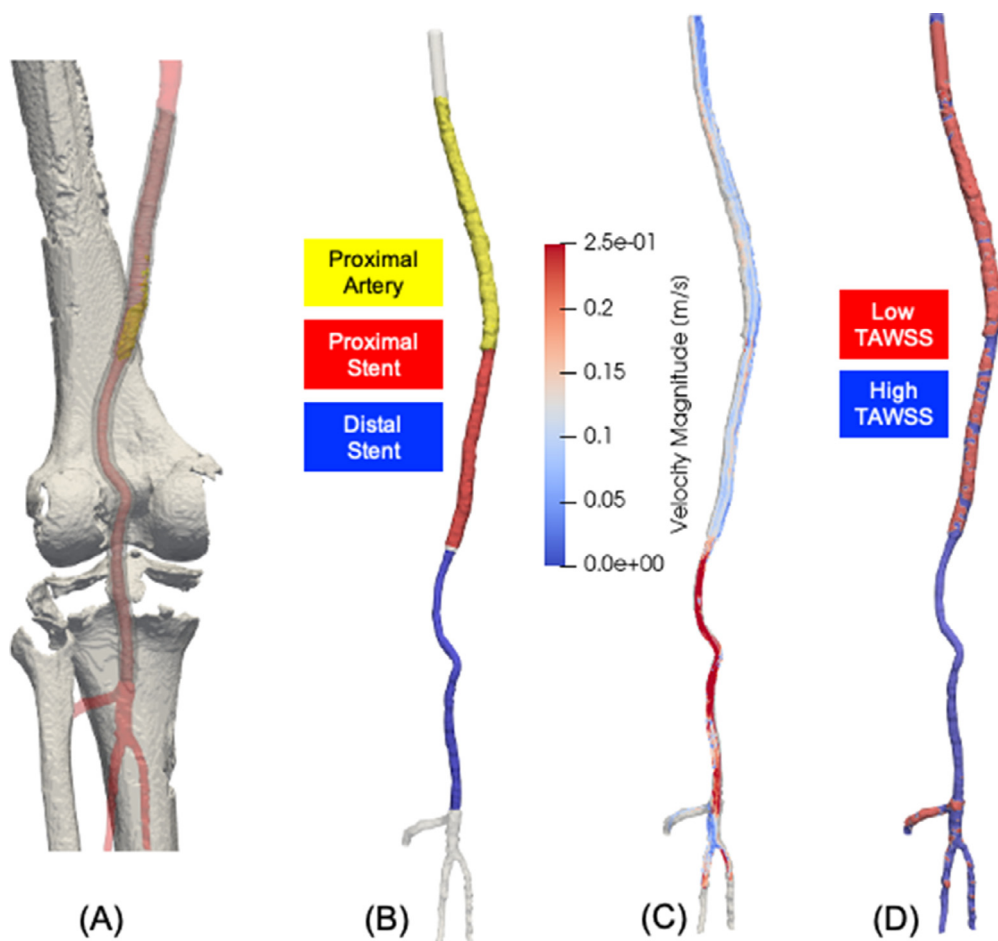 Proximal
Artery
Proximal
Stent
Distal
Stent
2.5e-01
0.2
0.15
0.1
0.05
0.0e+00
Velocity Magnitude (m/s)
Low
TAWSS
High
TAWSS
(A)
(B)
(C)
(D)